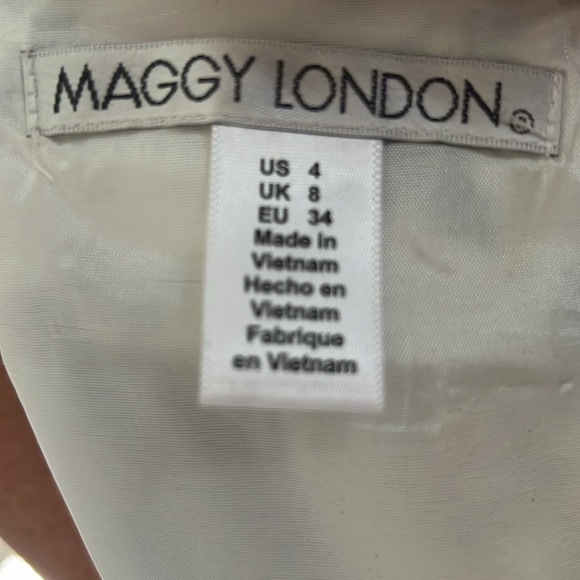 MAGGY LONDON®
US 4
UK 8
EU 34
Made in
Vietnam
Hecho en
Vietnam
Fabrique
en Vietnam